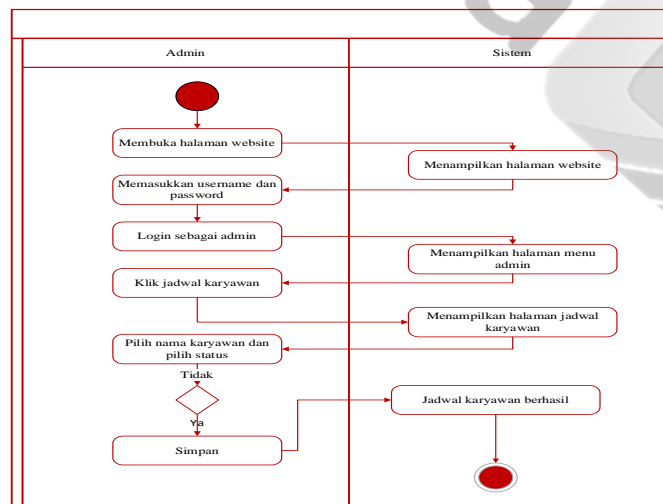 Admin
Sistem
Membuka halaman website
Menampilkan halaman website
Memasukkan username dan
password
Login sebagai admin
Menampilkan halaman menu
admin
Klik jadwal karyawan
Menampilkan halaman jadwal
karyawan
Pilih nama karyawan dan
pilih status
Tidak
Jadwal karyawan berhasil
Ya
Simpan